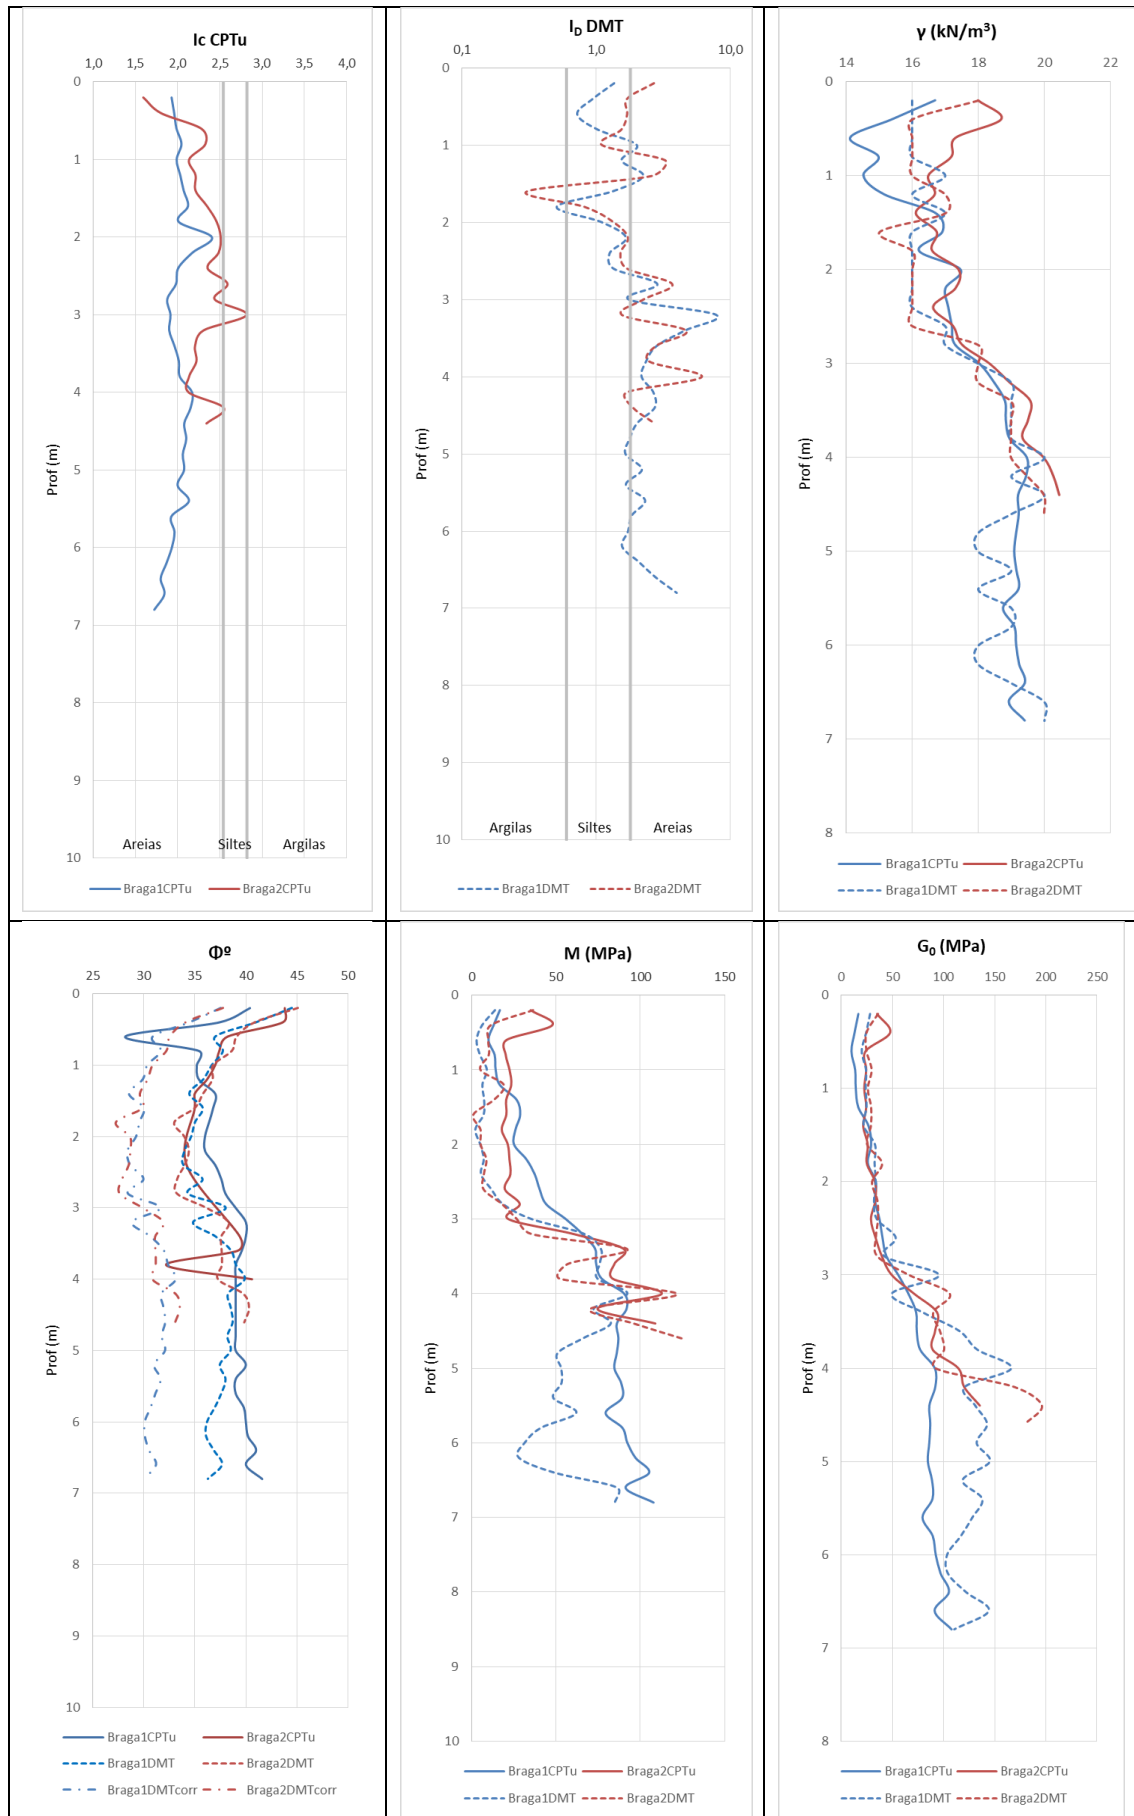 Ic CPTu
1,0 1,5 2,0 2,5 3,0 3,5 4,0
0
1
2
3
4
5
6
7
8
9
10
Prof (m)
Areias Siltes Argilas
Braga1CPTu Braga2CPTu
I_D DMT
0,1 1,0 10,0
0
1
2
3
4
5
6
7
8
9
10
Prof (m)
Argilas Siltes Areias
Braga1DMT Braga2DMT
γ (kN/m³)
14 16 18 20 22
0
1
2
3
4
5
6
7
8
Prof (m)
Braga1CPTu Braga2CPTu
Braga1DMT Braga2DMT
Φº
25 30 35 40 45 50
0
1
2
3
4
5
6
7
8
9
10
Prof (m)
Braga1CPTu Braga2CPTu
Braga1DMT Braga2DMT
Braga1DMTcorr Braga2DMTcorr
M (MPa)
0 50 100 150
0
1
2
3
4
5
6
7
8
9
10
Prof (m)
Braga1CPTu Braga2CPTu
Braga1DMT Braga2DMT
G₀ (MPa)
0 50 100 150 200 250
0
1
2
3
4
5
6
7
8
Prof (m)
Braga1CPTu Braga2CPTu
Braga1DMT Braga2DMT